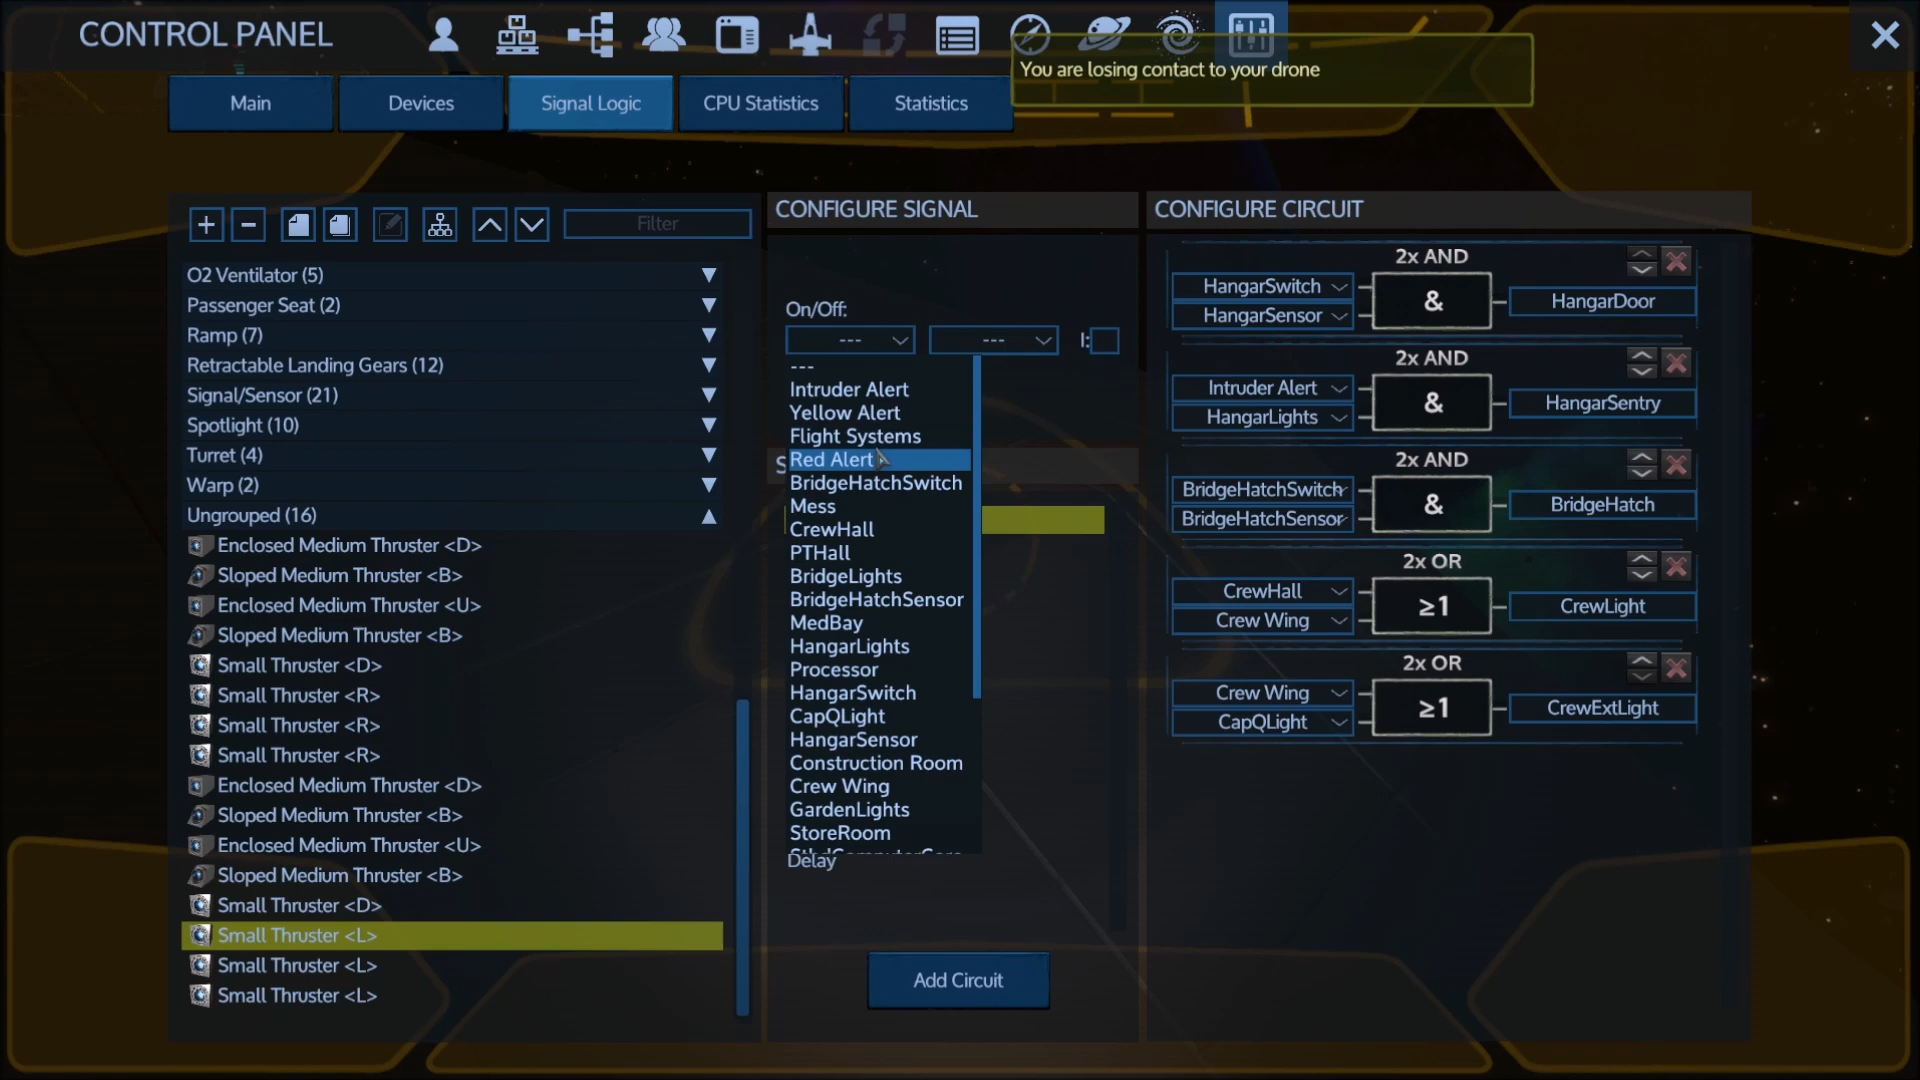 CONTROL PANEL
You are losing contact to your drone
Main
Devices
Signal Logic
CPU Statistics
Statistics
Filter
O2 Ventilator (5)
Passenger Seat (2)
Ramp (7)
Retractable Landing Gears (12)
Signal/Sensor (21)
Spotlight (10)
Turret (4)
Warp (2)
Ungrouped (16)
Enclosed Medium Thruster <D>
Sloped Medium Thruster <B>
Enclosed Medium Thruster <U>
Sloped Medium Thruster <B>
Small Thruster <D>
Small Thruster <R>
Small Thruster <R>
Small Thruster <R>
Enclosed Medium Thruster <D>
Sloped Medium Thruster <B>
Enclosed Medium Thruster <U>
Sloped Medium Thruster <B>
Small Thruster <D>
Small Thruster <L>
Small Thruster <L>
Small Thruster <L>
CONFIGURE SIGNAL
On/Off:
---
---
I:
---
Intruder Alert
Yellow Alert
Flight Systems
Red Alert
BridgeHatchSwitch
Mess
CrewHall
PTHall
BridgeLights
BridgeHatchSensor
MedBay
HangarLights
Processor
HangarSwitch
CapQLight
HangarSensor
Construction Room
Crew Wing
GardenLights
StoreRoom
Delay
Add Circuit
CONFIGURE CIRCUIT
2x AND
HangarSwitch
HangarSensor
&
HangarDoor
2x AND
Intruder Alert
HangarLights
&
HangarSentry
2x AND
BridgeHatchSwitch
BridgeHatchSensor
&
BridgeHatch
2x OR
CrewHall
Crew Wing
≥1
CrewLight
2x OR
Crew Wing
CapQLight
≥1
CrewExtLight